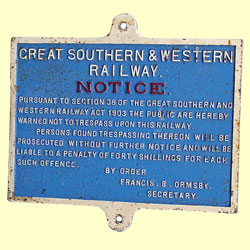 GREAT SOUTHERN & WESTERN
RAILWAY.
NOTICE.
PURSUANT TO SECTION 38 OF THE GREAT SOUTHERN AND
WESTERN RAILWAY ACT 1903 THE PUBLIC ARE HEREBY
WARNED NOT TO TRESPASS UPON THIS RAILWAY.
PERSONS FOUND TRESPASSING THEREON WILL BE
PROSECUTED WITHOUT FURTHER NOTICE AND WILL BE
LIABLE TO A PENALTY OF FORTY SHILLINGS FOR EACH
SUCH OFFENCE.
BY ORDER
FRANCIS. B. ORMSBY.
SECRETARY.